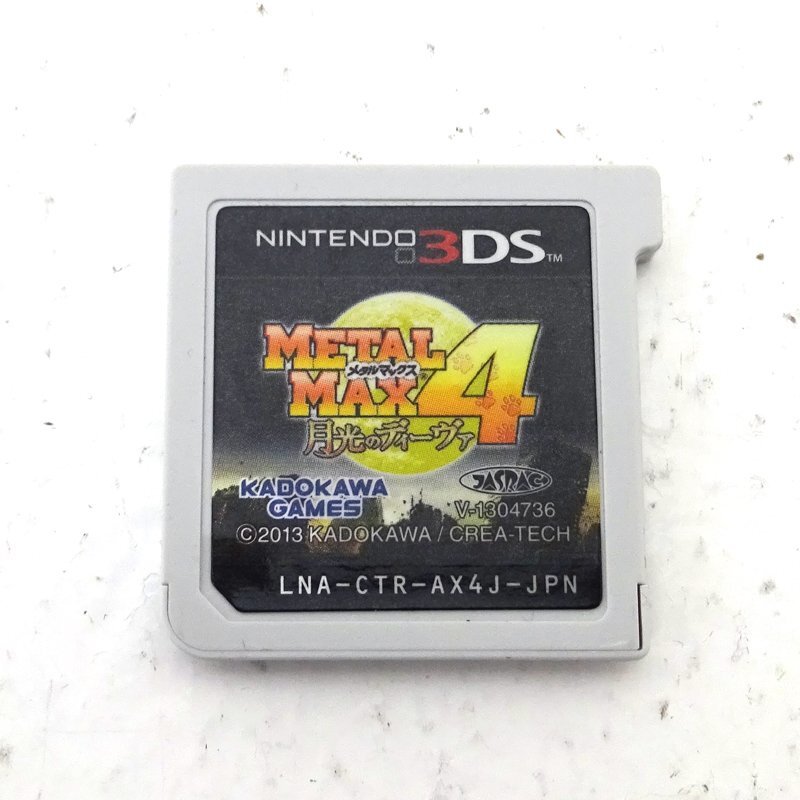 NINTENDO 3DS™
METAL
メタルマックス
MAX 4
月光のディーヴァ
KADOKAWA
GAMES
JASRAC
V-1304736
©2013 KADOKAWA / CREA-TECH
LNA-CTR-AX4J-JPN